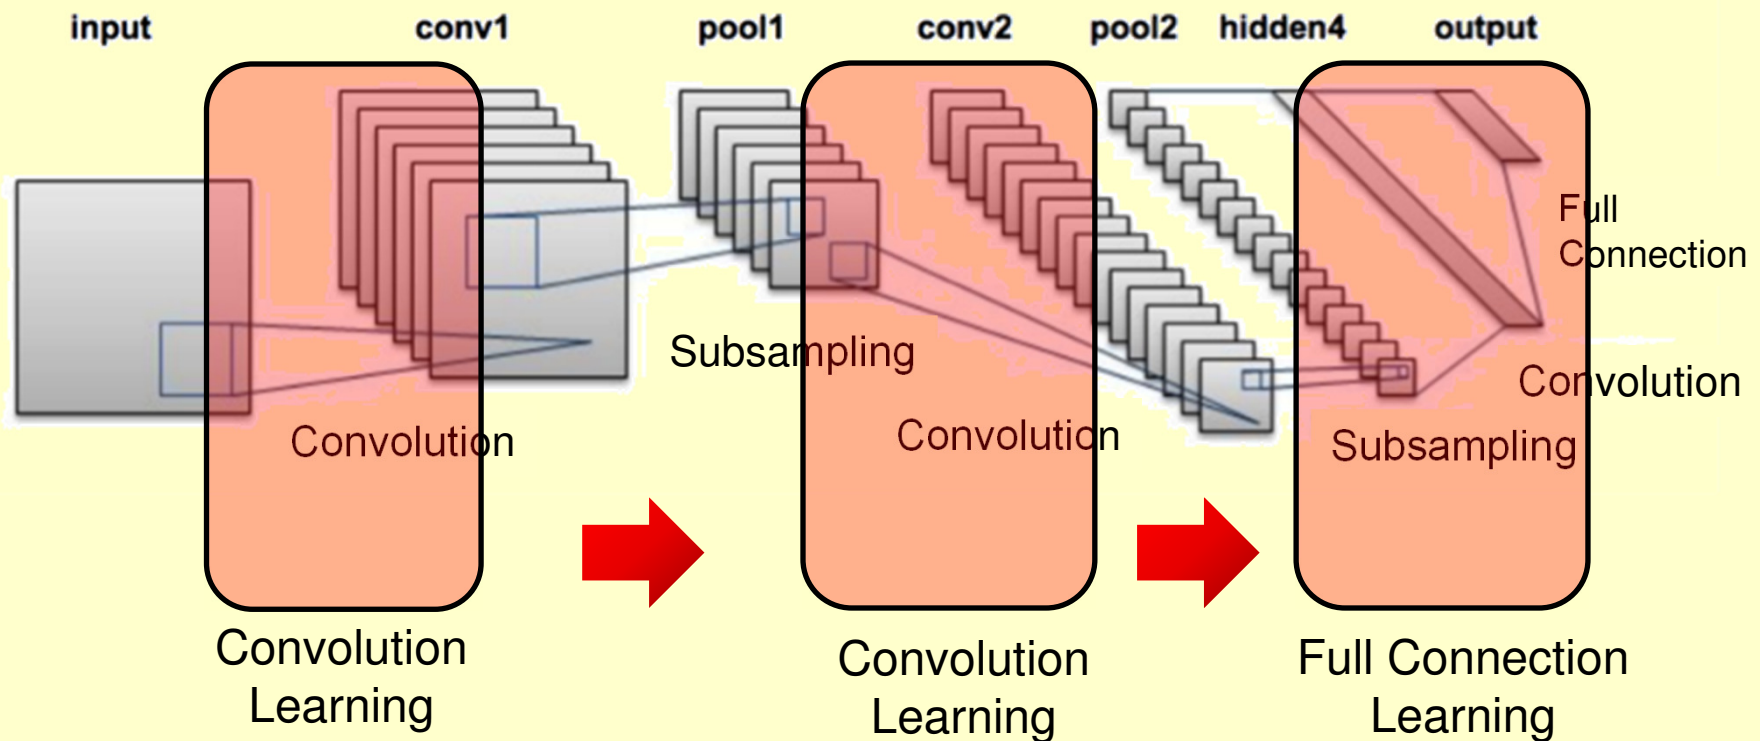 input conv1 pool1 conv2 pool2 hidden4 output
Full
Connection
Subsampling
Convolution
Convolution
Convolution
Subsampling
Convolution
Learning
Convolution
Learning
Full Connection
Learning